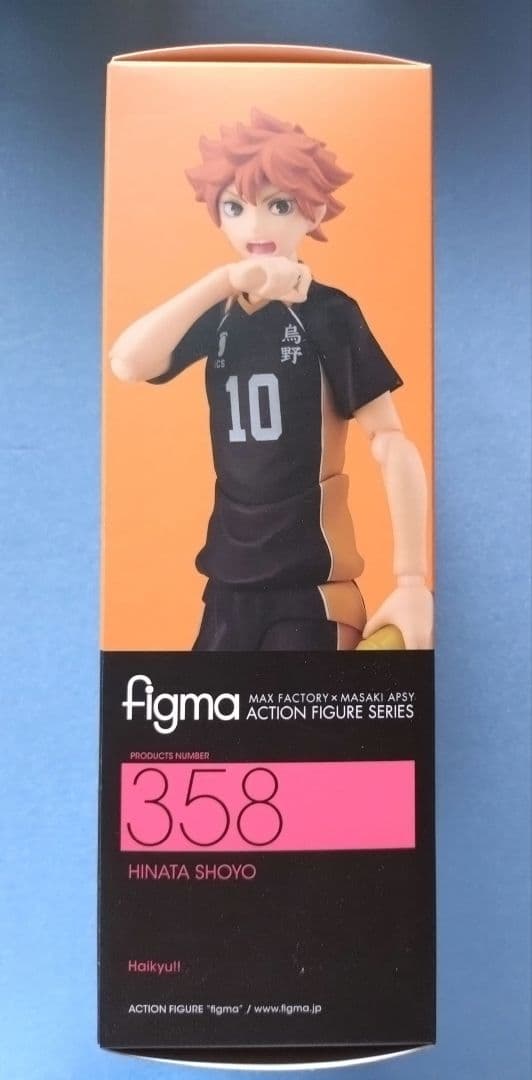 烏野
ICS
10
figma
MAX FACTORY × MASAKI APSY
ACTION FIGURE SERIES
PRODUCTS NUMBER
358
HINATA SHOYO
Haikyu!!
ACTION FIGURE "figma" / www.figma.jp